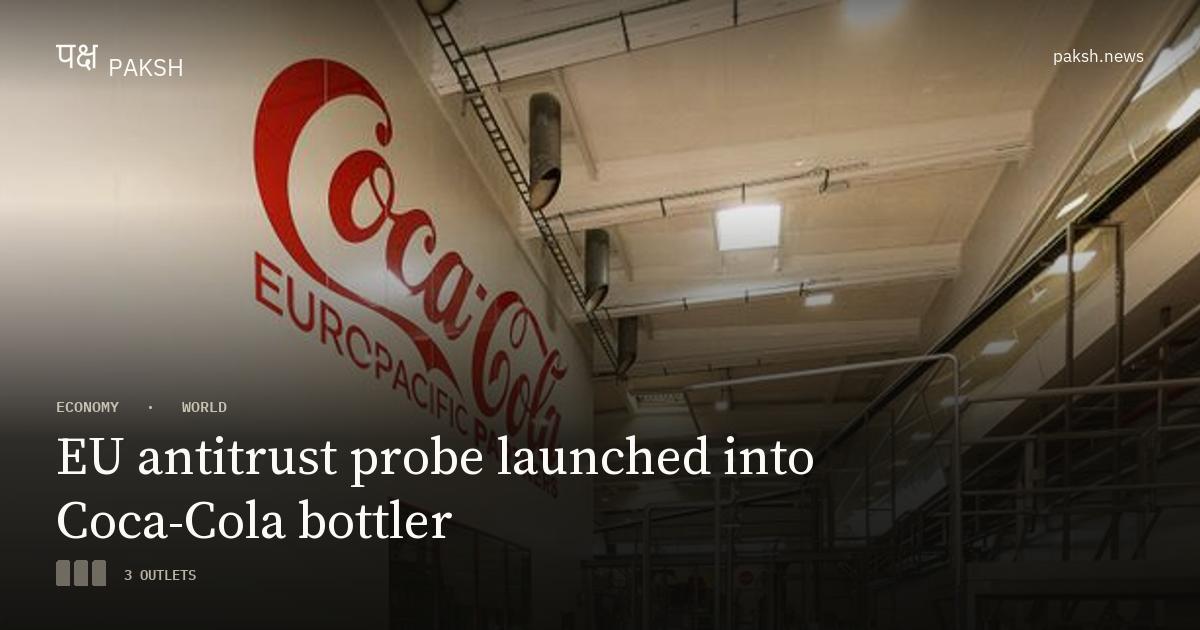 पक्ष PAKSH
paksh.news
Coca-Cola
EUROPACIFIC PARTNERS
ECONOMY · WORLD
EU antitrust probe launched into
Coca-Cola bottler
3 OUTLETS